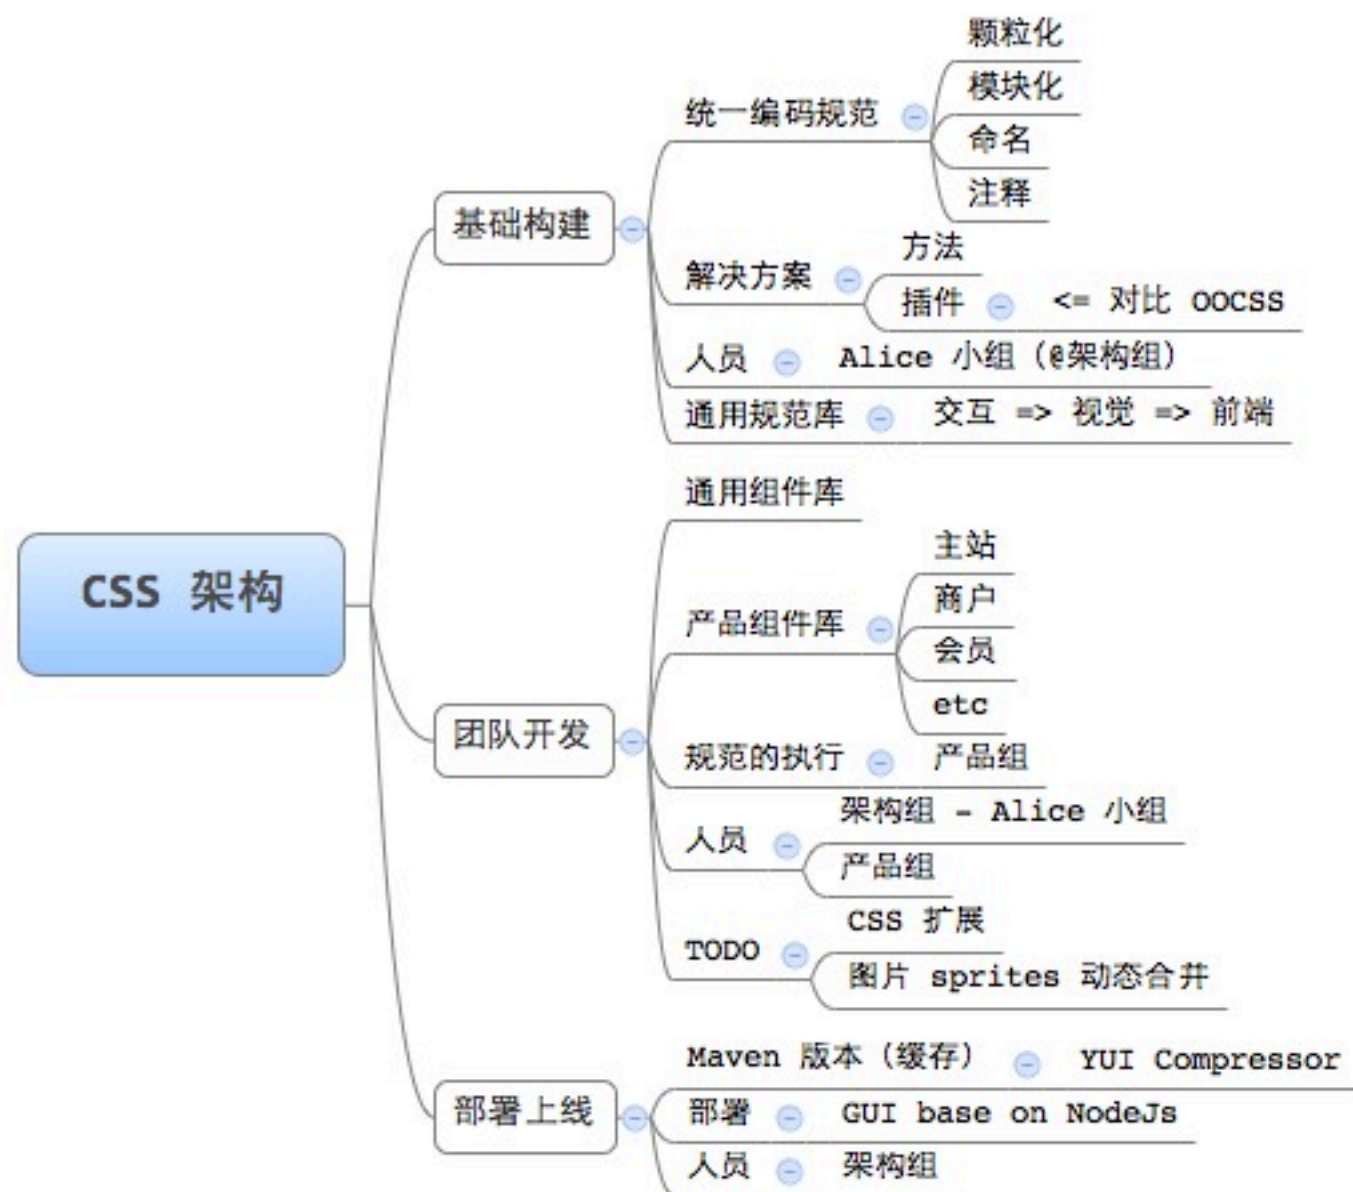 CSS 架构
基础构建
统一编码规范
颗粒化
模块化
命名
注释
解决方案
方法
插件
<= 对比 OOCSS
人员
Alice 小组（@架构组）
通用规范库
交互 => 视觉 => 前端
团队开发
通用组件库
产品组件库
主站
商户
会员
etc
规范的执行
产品组
人员
架构组 - Alice 小组
产品组
TODO
CSS 扩展
图片 sprites 动态合并
部署上线
Maven 版本（缓存）
YUI Compressor
部署
GUI base on NodeJs
人员
架构组